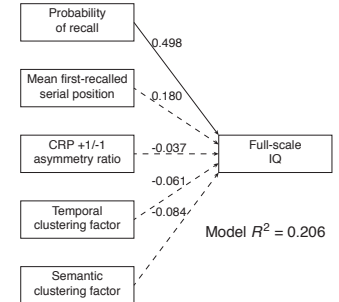 Probability
of recall
0.498
Mean first-recalled
serial position
0.180
CRP +1/-1
asymmetry ratio
-0.037
Full-scale
IQ
-0.061
Temporal
clustering factor
-0.084
Model R² = 0.206
Semantic
clustering factor